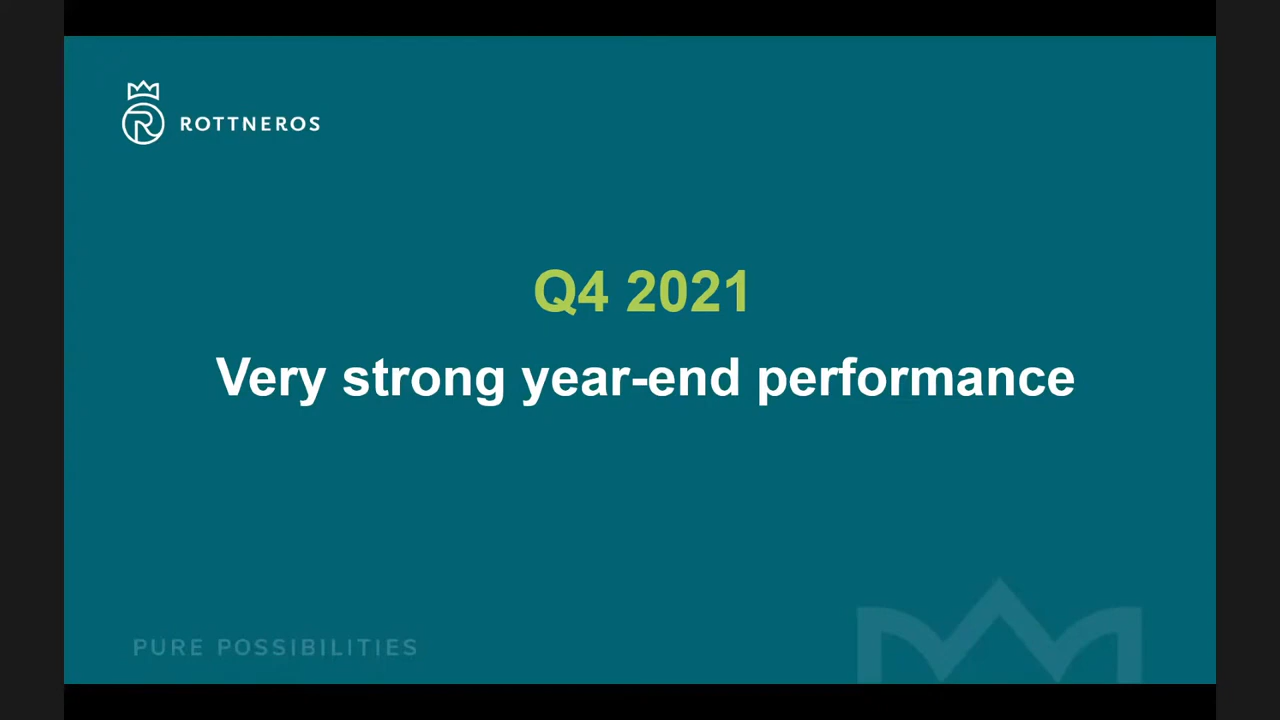 ROTTNEROS
Q4 2021
Very strong year-end performance
PURE POSSIBILITIES